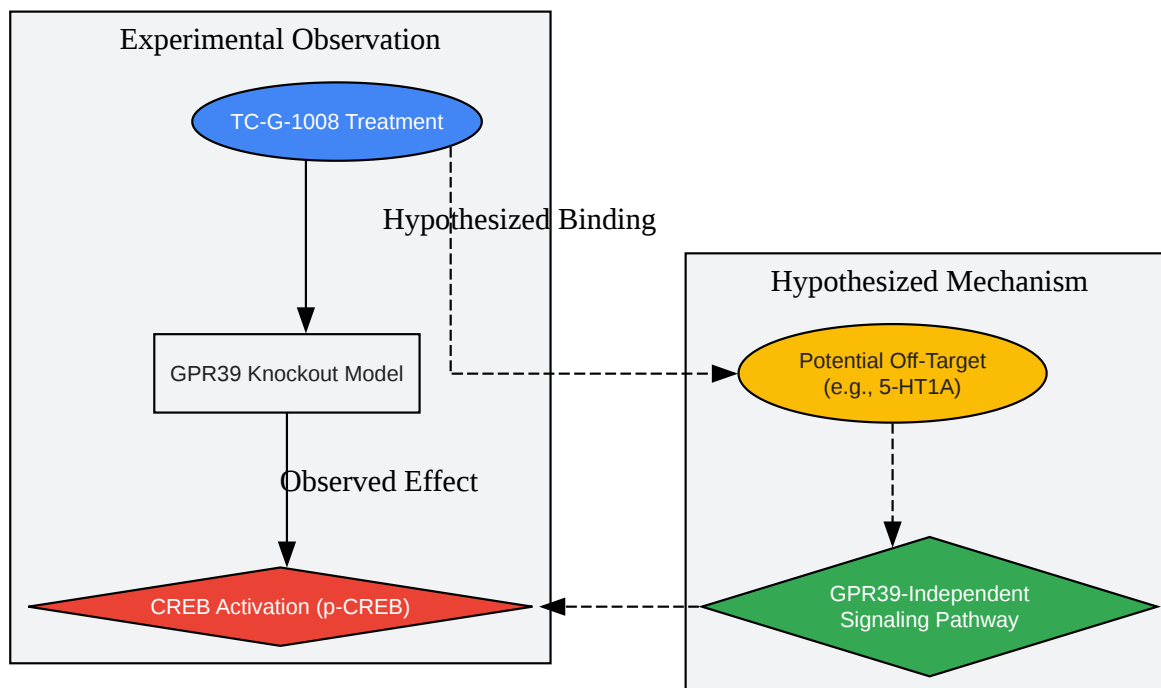 Experimental Observation
TC-G-1008 Treatment
Hypothesized Binding
Hypothesized Mechanism
Potential Off-Target
(e.g., 5-HT1A)
GPR39 Knockout Model
Observed Effect
CREB Activation (p-CREB)
GPR39-Independent
Signaling Pathway